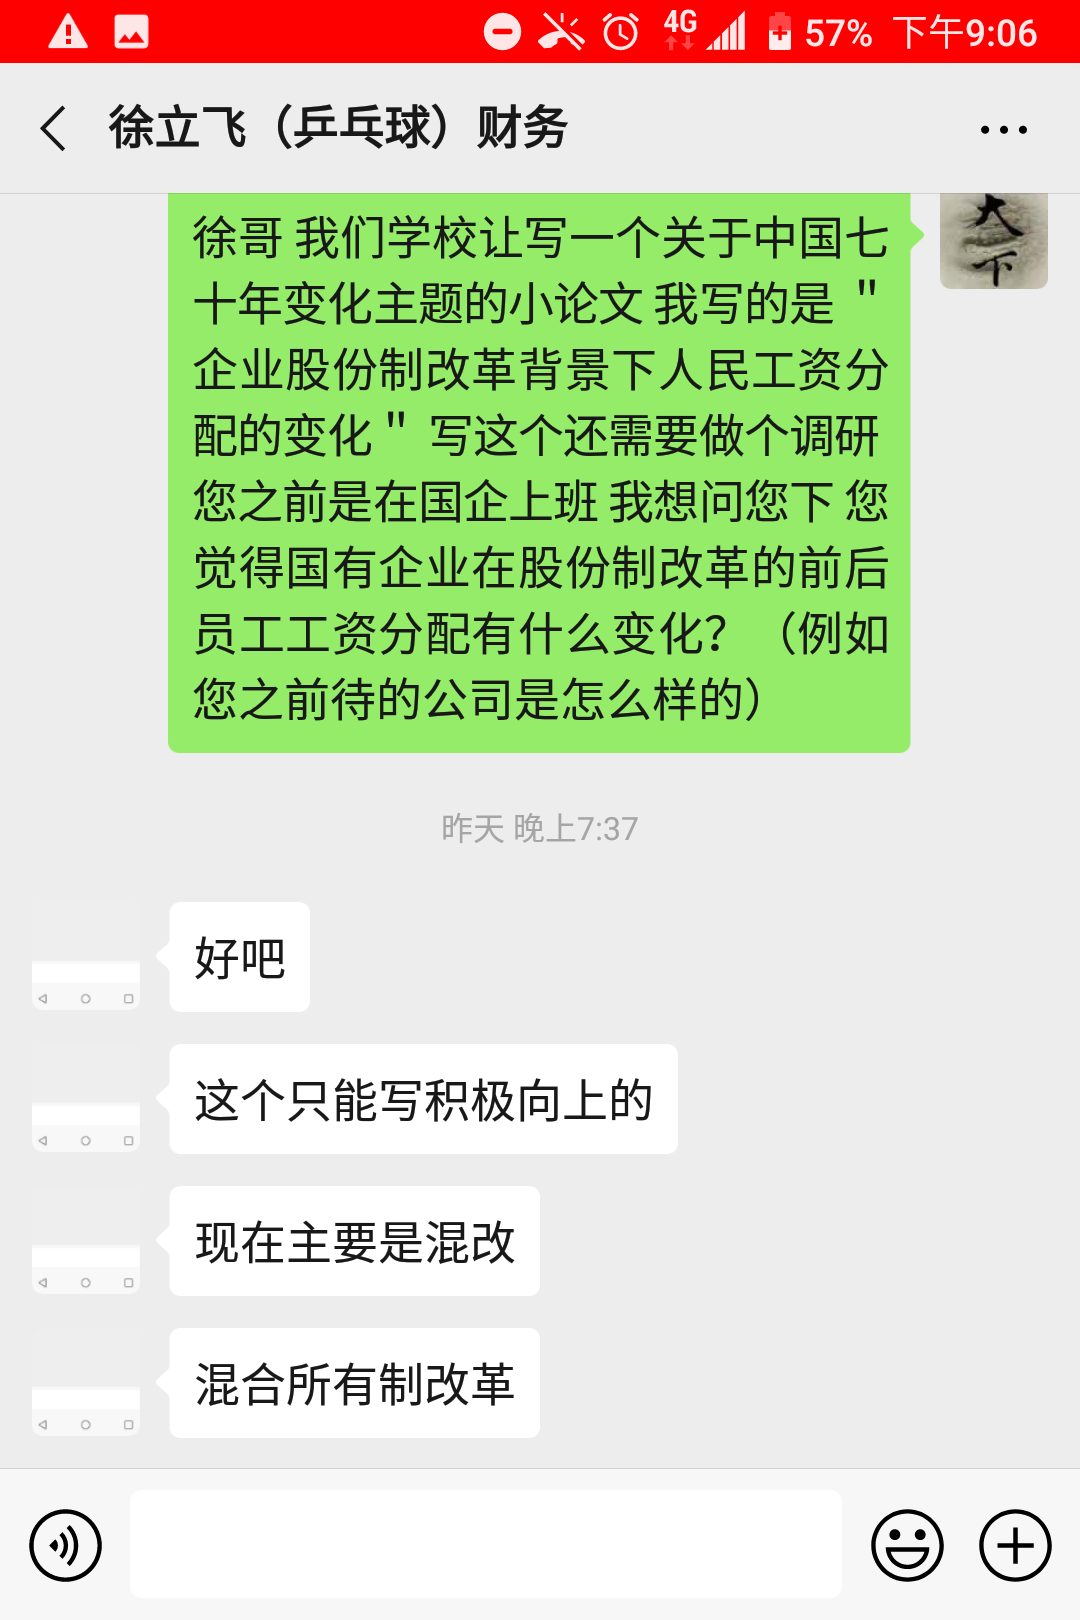 4G 57% 下午9:06
徐立飞（乒乓球）财务
徐哥 我们学校让写一个关于中国七
十年变化主题的小论文 我写的是 "
企业股份制改革背景下人民工资分
配的变化 " 写这个还需要做个调研
您之前是在国企上班 我想问您下 您
觉得国有企业在股份制改革的前后
员工工资分配有什么变化？（例如
您之前待的公司是怎么样的）
天下
昨天 晚上7:37
好吧
这个只能写积极向上的
现在主要是混改
混合所有制改革